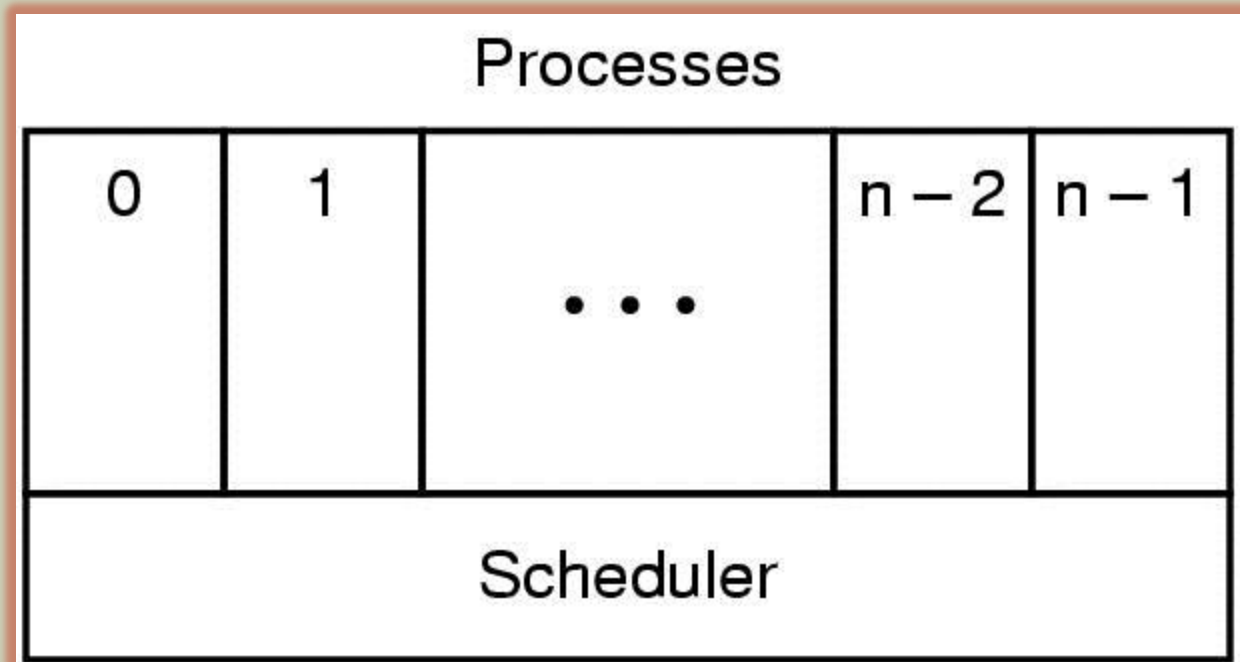 Processes
0 1 n – 2 n – 1
• • •
Scheduler